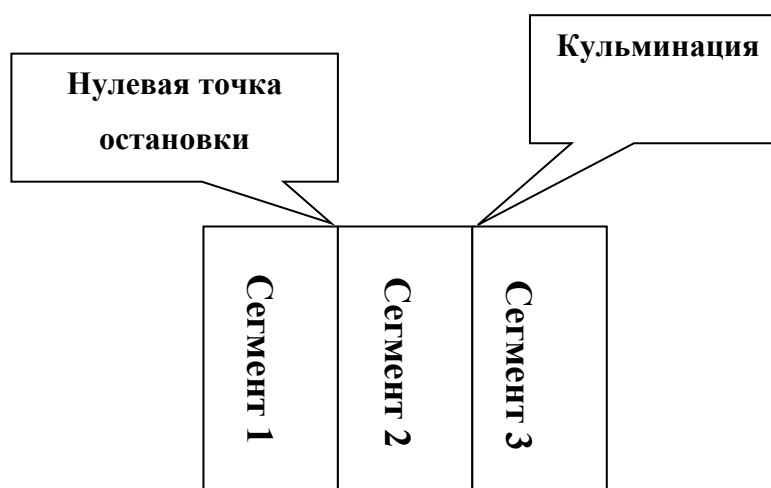 Кульминация
Нулевая точка
остановки
Сегмент 1
Сегмент 2
Сегмент 3